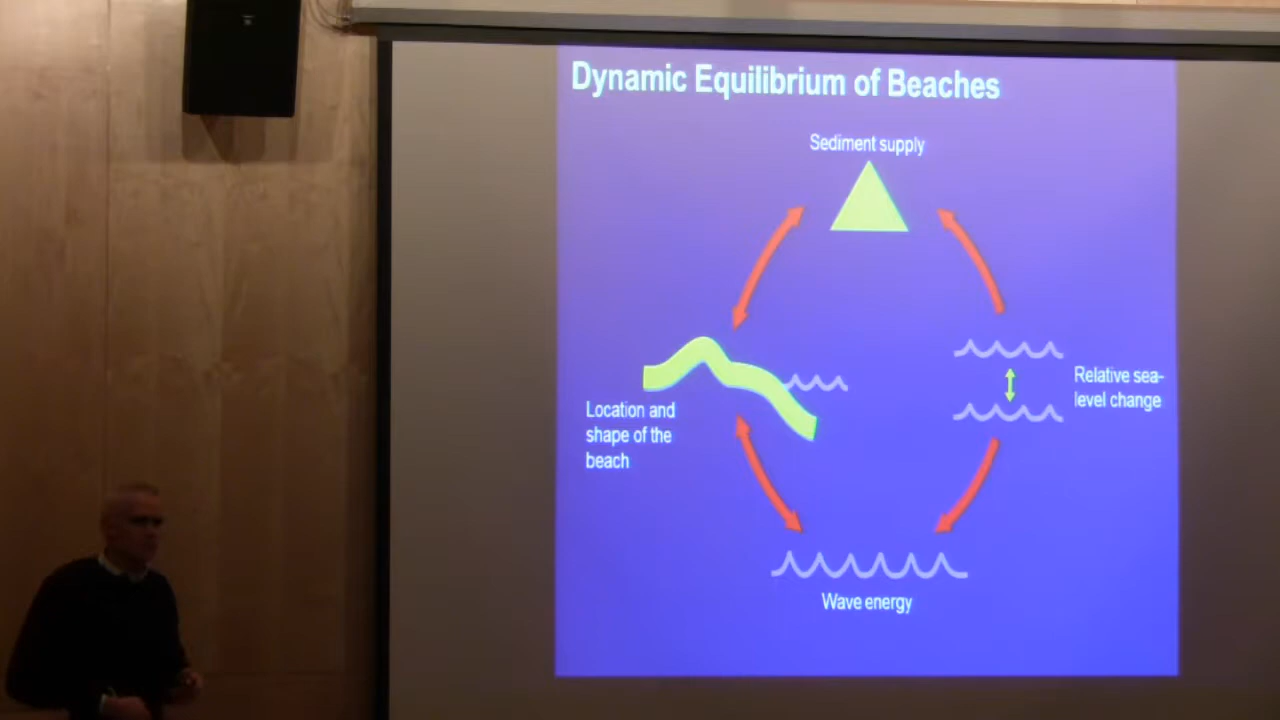 Dynamic Equilibrium of Beaches
Sediment supply
Relative sea-
level change
Location and
shape of the
beach
Wave energy